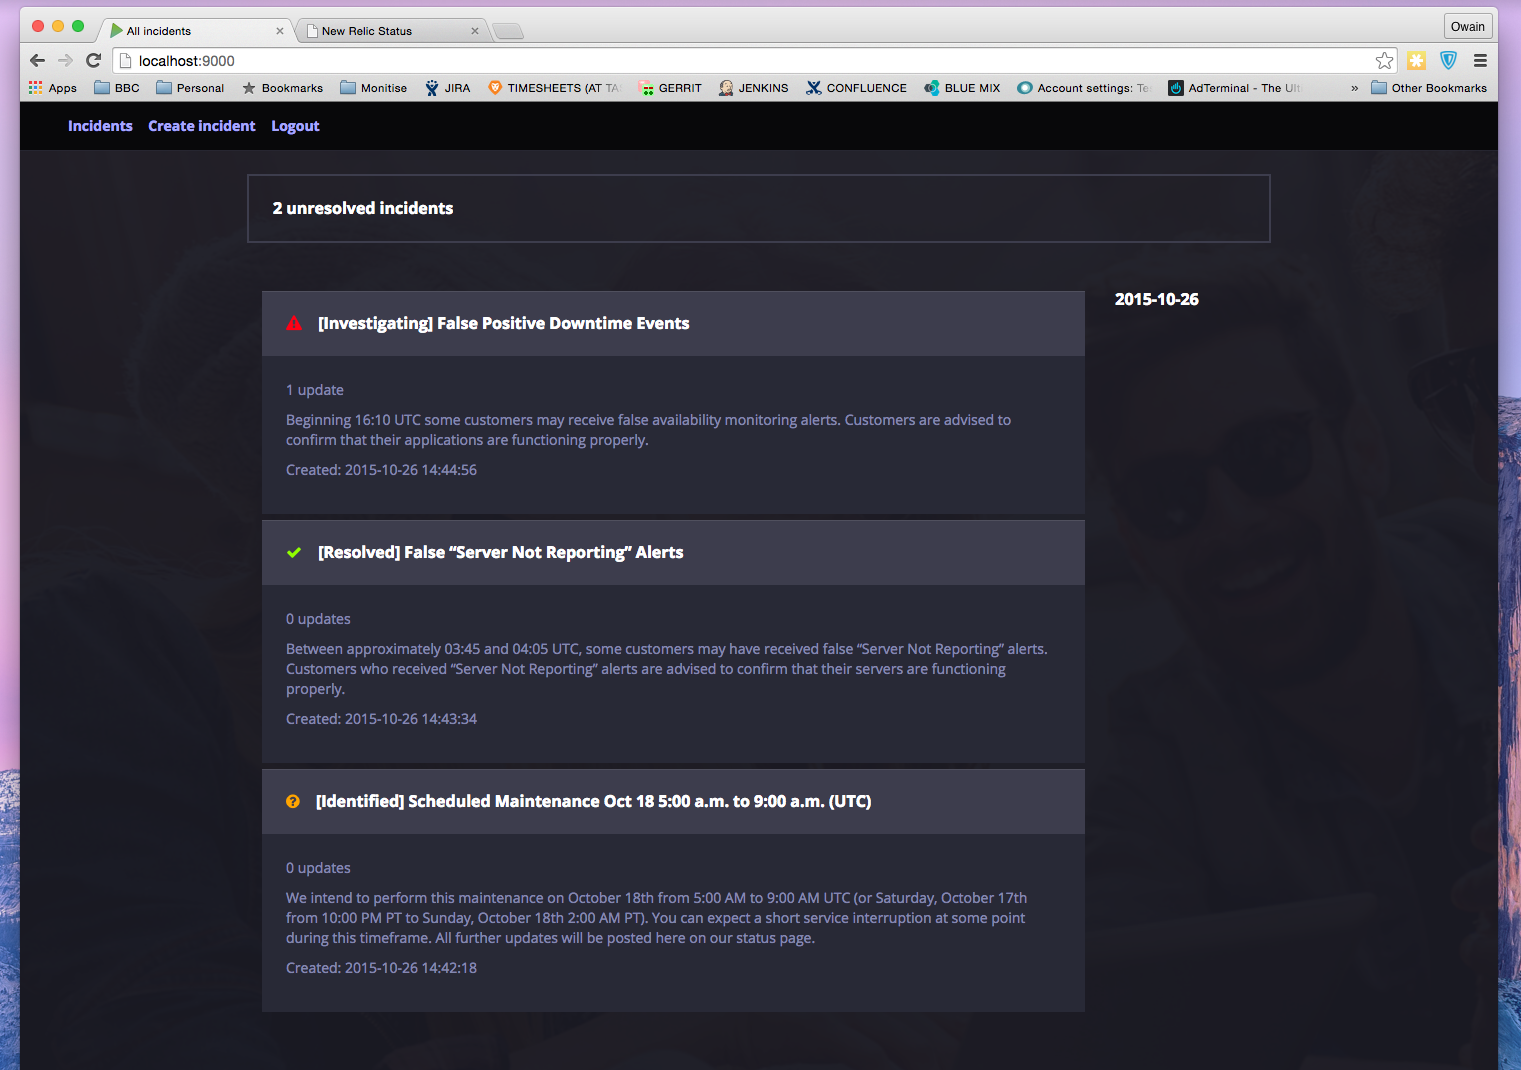 All incidents
New Relic Status
Owain
localhost:9000
Apps BBC Personal Bookmarks Monitise JIRA TIMESHEETS (AT GERRIT JENKINS CONFLUENCE BLUE MIX Account settings: AdTerminal - The » Other Bookmarks
Incidents Create incident Logout
2 unresolved incidents
2015-10-26
[Investigating] False Positive Downtime Events
1 update
Beginning 16:10 UTC some customers may receive false availability monitoring alerts. Customers are advised to
confirm that their applications are functioning properly.
Created: 2015-10-26 14:44:56
[Resolved] False “Server Not Reporting” Alerts
0 updates
Between approximately 03:45 and 04:05 UTC, some customers may have received false “Server Not Reporting” alerts.
Customers who received “Server Not Reporting” alerts are advised to confirm that their servers are functioning
properly.
Created: 2015-10-26 14:43:34
[Identified] Scheduled Maintenance Oct 18 5:00 a.m. to 9:00 a.m. (UTC)
0 updates
We intend to perform this maintenance on October 18th from 5:00 AM to 9:00 AM UTC (or Saturday, October 17th
from 10:00 PM PT to Sunday, October 18th 2:00 AM PT). You can expect a short service interruption at some point
during this timeframe. All further updates will be posted here on our status page.
Created: 2015-10-26 14:42:18